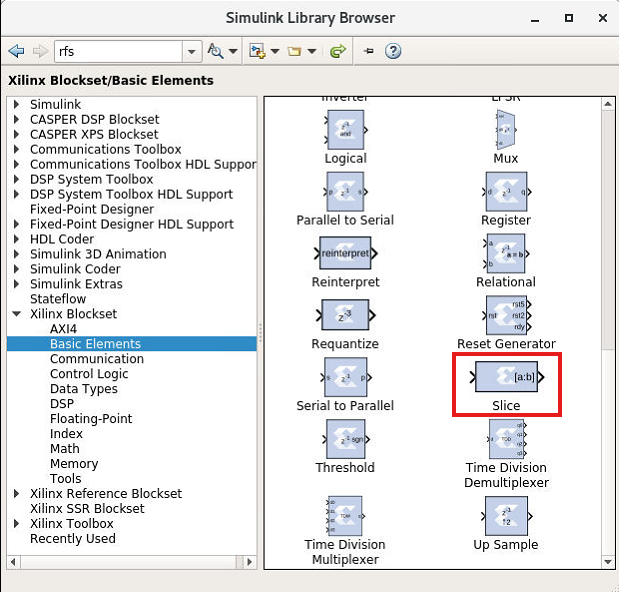 Simulink Library Browser
rfs
Xilinx Blockset/Basic Elements
Simulink
CASPER DSP Blockset
CASPER XPS Blockset
Communications Toolbox
Communications Toolbox HDL Suppor
DSP System Toolbox
DSP System Toolbox HDL Support
Fixed-Point Designer
Fixed-Point Designer HDL Support
HDL Coder
Simulink 3D Animation
Simulink Coder
Simulink Extras
Stateflow
Xilinx Blockset
AXI4
Basic Elements
Communication
Control Logic
Data Types
DSP
Floating-Point
Index
Math
Memory
Tools
Xilinx Reference Blockset
Xilinx SSR Blockset
Xilinx Toolbox
Recently Used
Inverter
LFSR
and
Logical
Mux
p z-1 s
Parallel to Serial
d z-1 q
Register
reinterpret
Reinterpret
a
z-1
a = b
b
Relational
z-3
Requantize
rst
rst5
rst2
rdy
Reset Generator
s z-1 p
Serial to Parallel
[a:b]
Slice
z-1 sgn
Threshold
Time Division
Demultiplexer
Time Division
Multiplexer
z-1
↑2
Up Sample